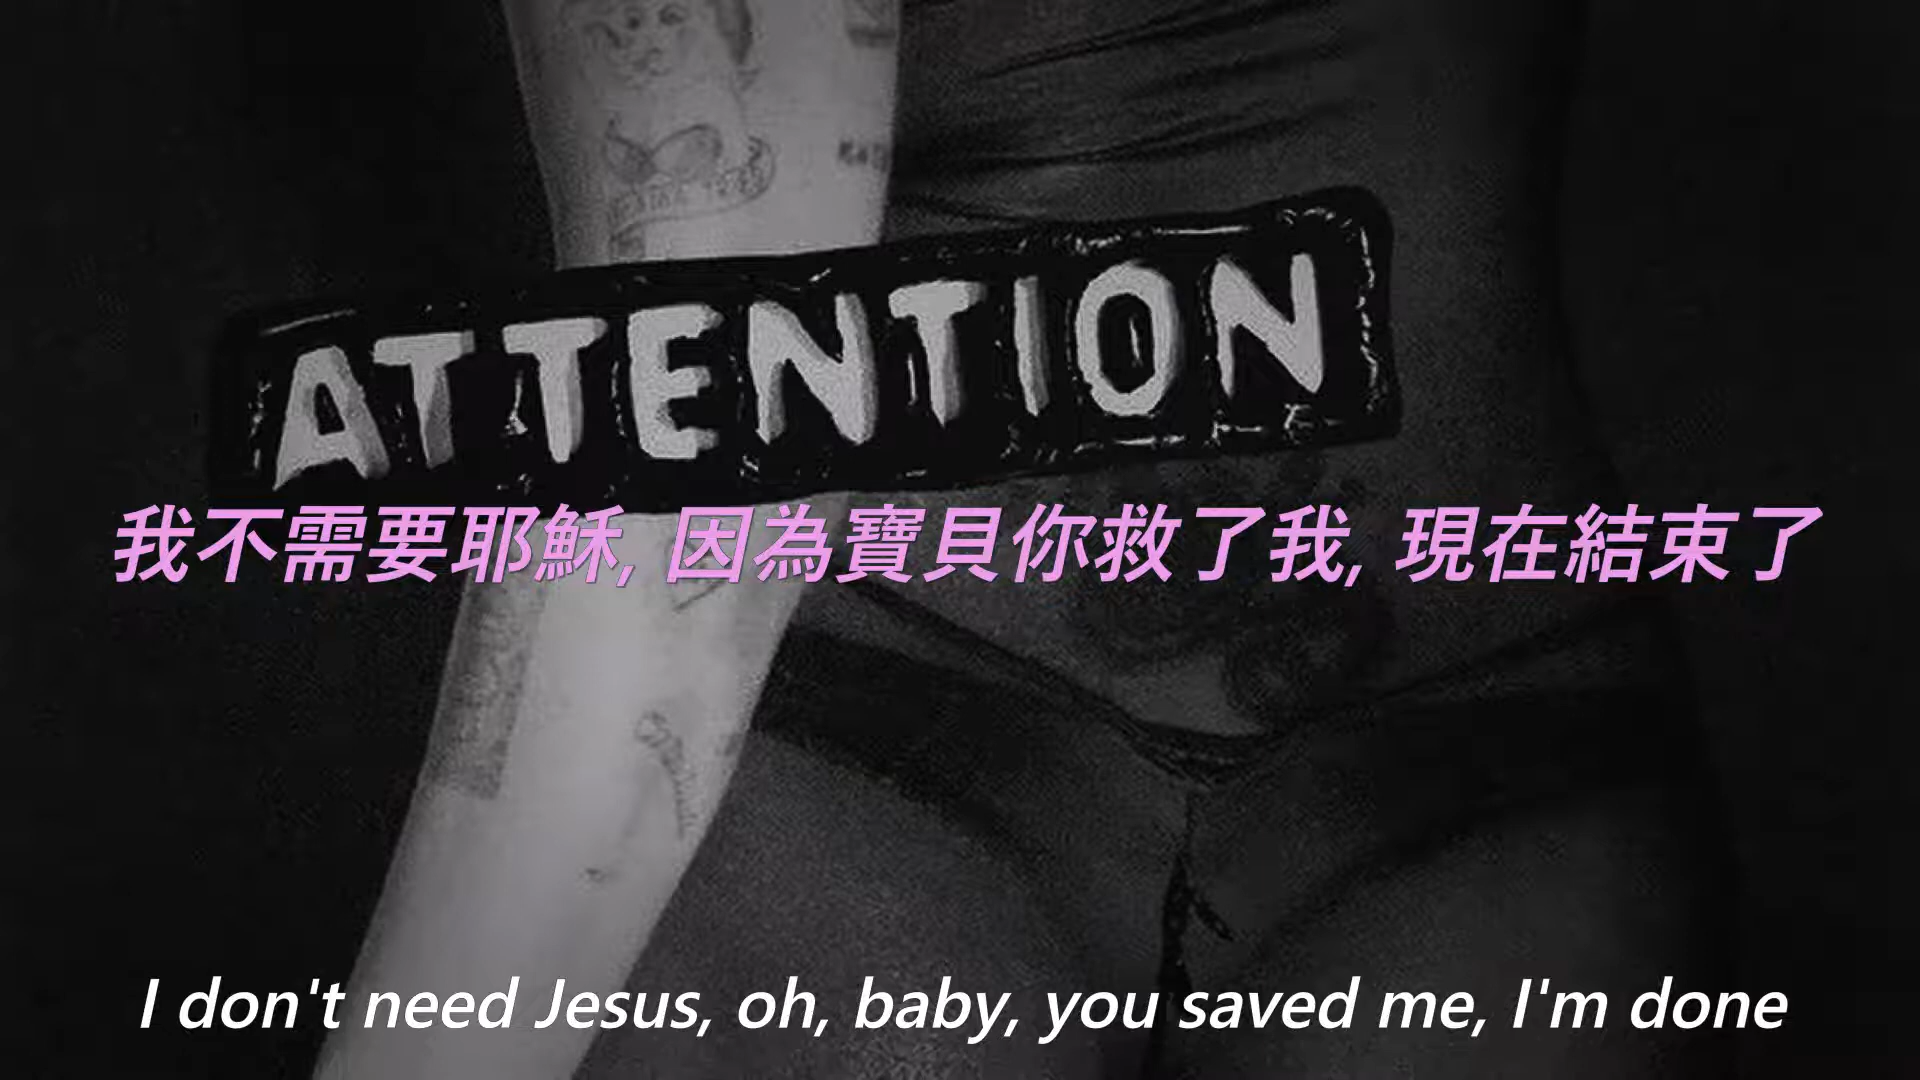 ATTENTION
我不需要耶穌, 因為寶貝你救了我, 現在結束了
I don't need Jesus, oh, baby, you saved me, I'm done